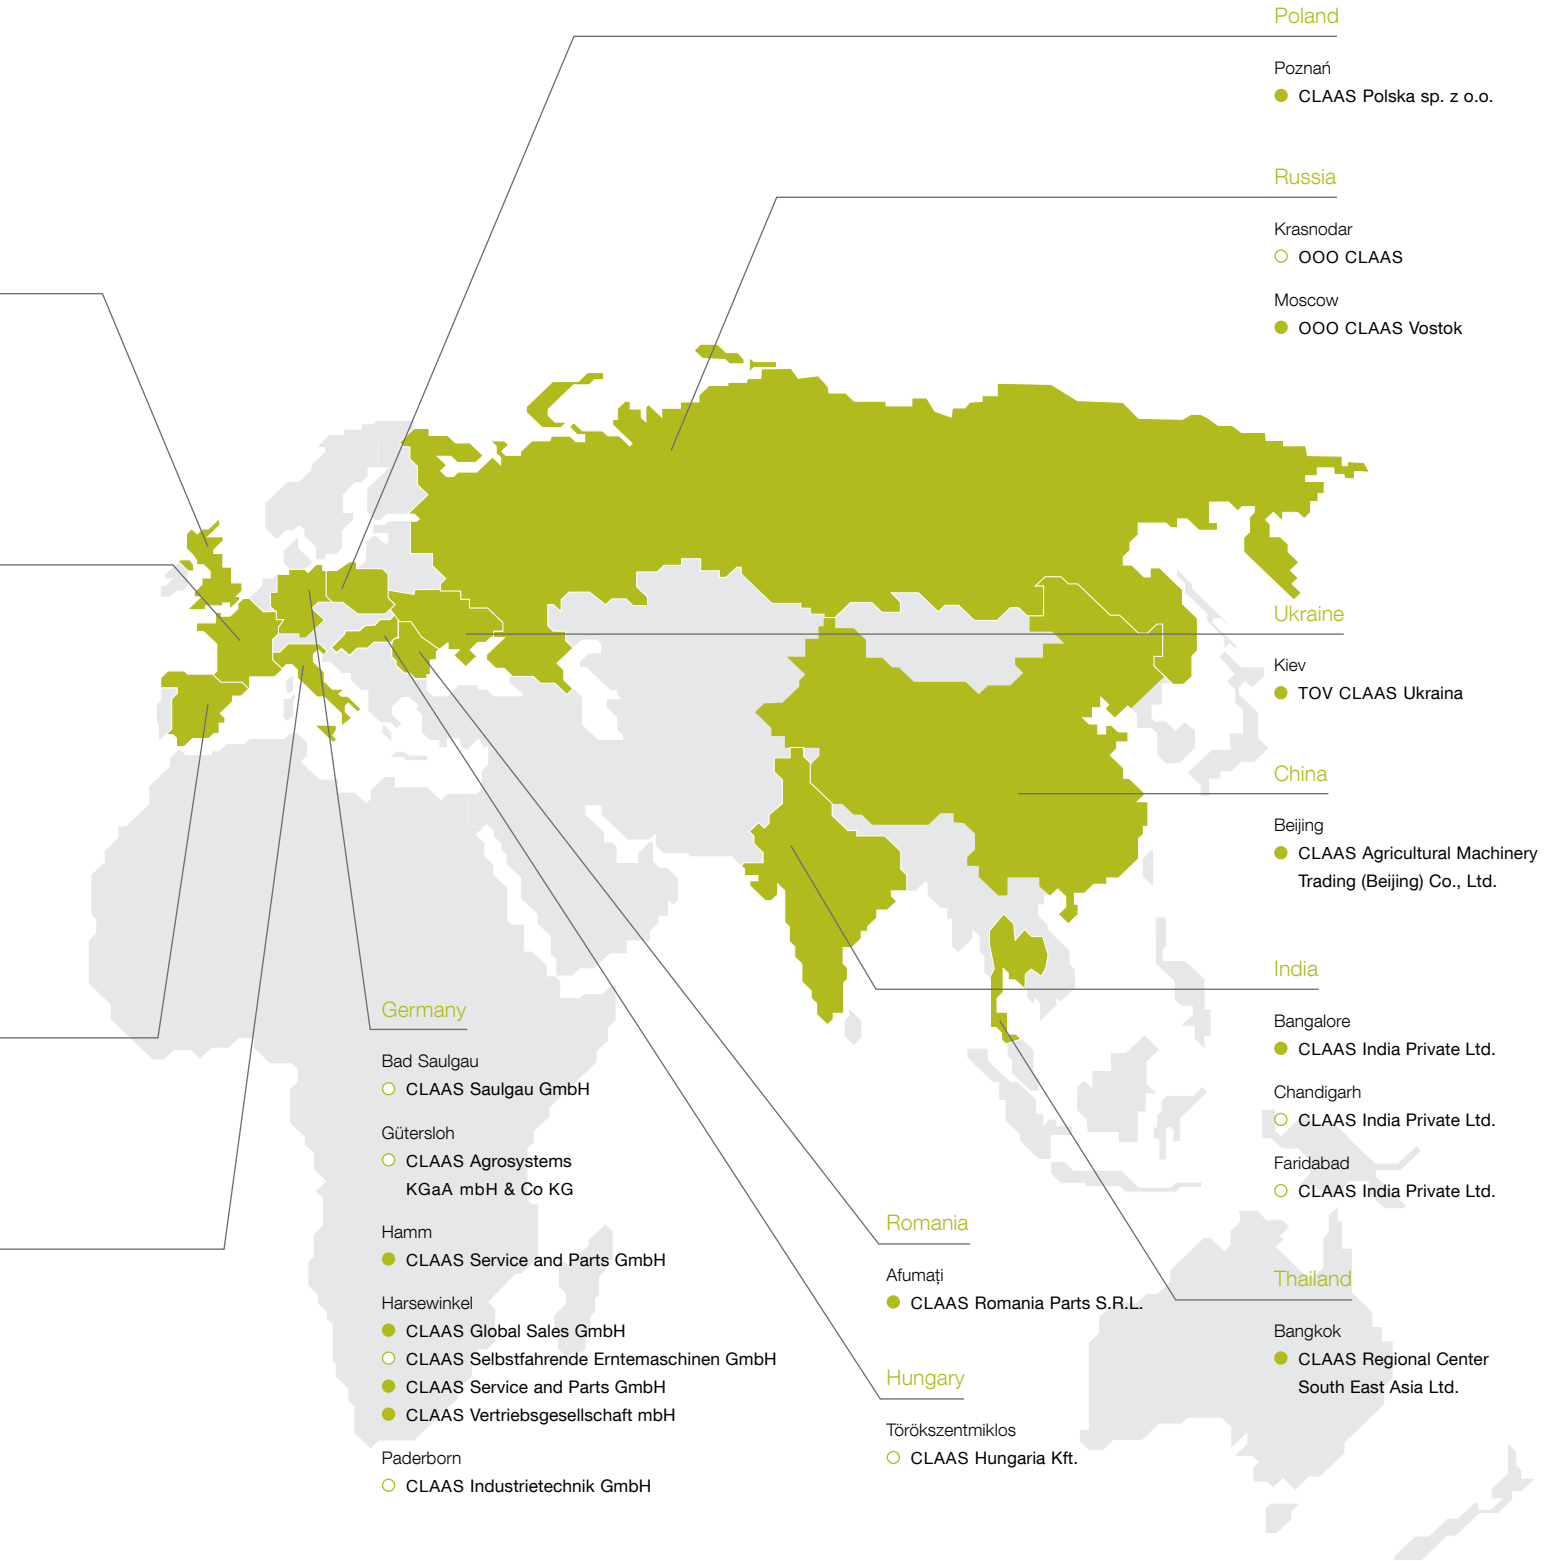 Poland
Poznań
CLAAS Polska sp. z o.o.
Russia
Krasnodar
OOO CLAAS
Moscow
OOO CLAAS Vostok
Ukraine
Kiev
TOV CLAAS Ukraina
China
Beijing
CLAAS Agricultural Machinery
Trading (Beijing) Co., Ltd.
India
Bangalore
CLAAS India Private Ltd.
Chandigarh
CLAAS India Private Ltd.
Faridabad
CLAAS India Private Ltd.
Thailand
Bangkok
CLAAS Regional Center
South East Asia Ltd.
Germany
Bad Saulgau
CLAAS Saulgau GmbH
Gütersloh
CLAAS Agrosystems
KGaA mbH & Co KG
Hamm
CLAAS Service and Parts GmbH
Harsewinkel
CLAAS Global Sales GmbH
CLAAS Selbstfahrende Erntemaschinen GmbH
CLAAS Service and Parts GmbH
CLAAS Vertriebsgesellschaft mbH
Paderborn
CLAAS Industrietechnik GmbH
Romania
Afumați
CLAAS Romania Parts S.R.L.
Hungary
Törökszentmiklos
CLAAS Hungaria Kft.